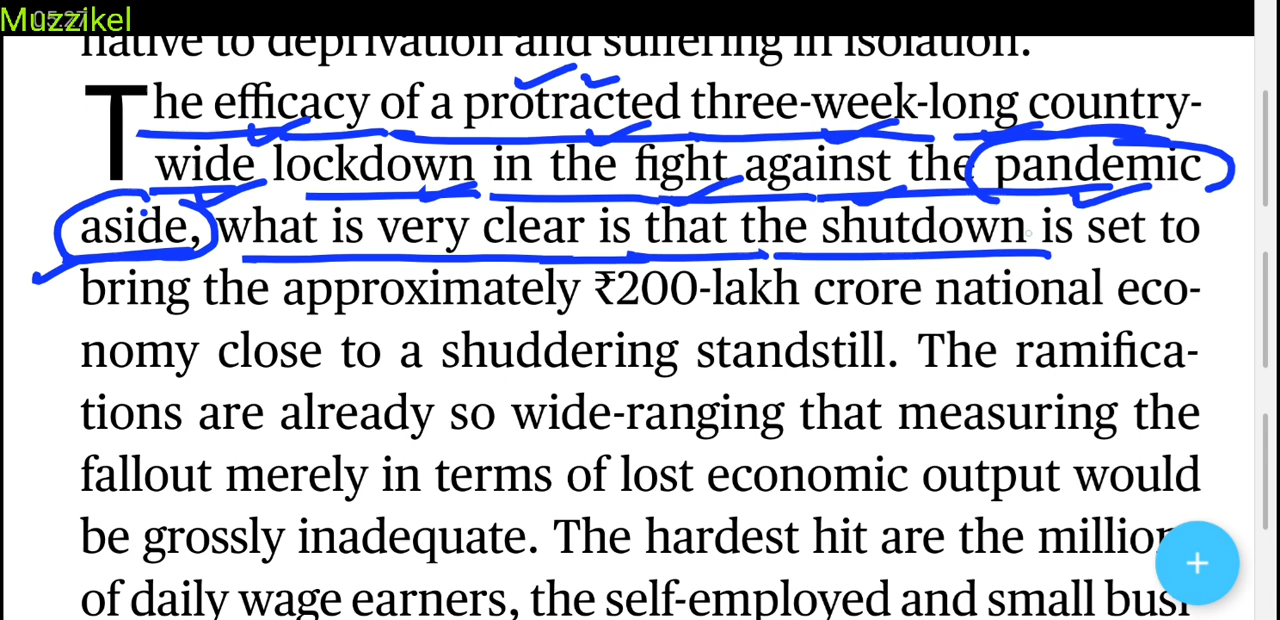 Muzzikel
05:27
native to deprivation and suffering in isolation.
The efficacy of a protracted three-week-long country-
wide lockdown in the fight against the pandemic
aside, what is very clear is that the shutdown is set to
bring the approximately ₹200-lakh crore national eco-
nomy close to a shuddering standstill. The ramifica-
tions are already so wide-ranging that measuring the
fallout merely in terms of lost economic output would
be grossly inadequate. The hardest hit are the million
of daily wage earners, the self-employed and small busi
+